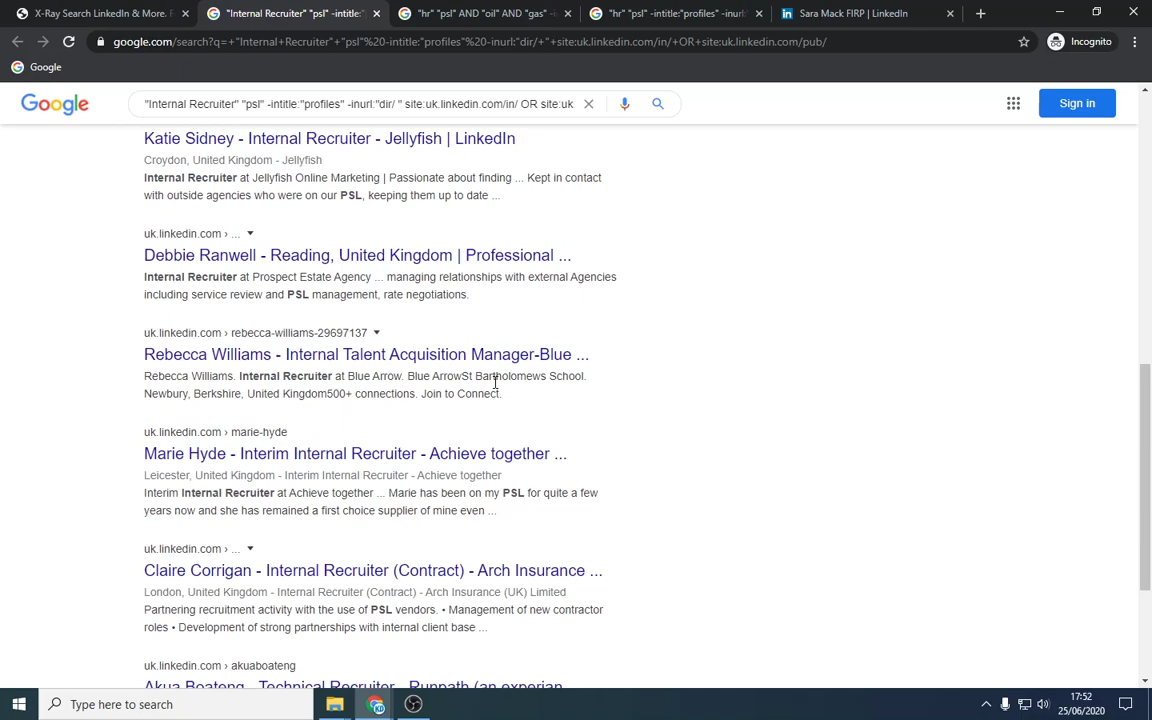 X-Ray Search LinkedIn & More. F
"Internal Recruiter" "psl" -intitle:"
"hr" "psl" AND "oil" AND "gas" -i
"hr" "psl" -intitle:"profiles" -inurl:
Sara Mack FIRP | LinkedIn
google.com/search?q=+"Internal+Recruiter"+"psl"%20-intitle:"profiles"%20-inurl:"dir/+"+site:uk.linkedin.com/in/+OR+site:uk.linkedin.com/pub/
Incognito
Google
Google
"Internal Recruiter" "psl" -intitle:"profiles" -inurl:"dir/ " site:uk.linkedin.com/in/ OR site:uk
Sign in
Katie Sidney - Internal Recruiter - Jellyfish | LinkedIn
Croydon, United Kingdom - Jellyfish
Internal Recruiter at Jellyfish Online Marketing | Passionate about finding ... Kept in contact
with outside agencies who were on our PSL, keeping them up to date ...
uk.linkedin.com › ...
Debbie Ranwell - Reading, United Kingdom | Professional ...
Internal Recruiter at Prospect Estate Agency ... managing relationships with external Agencies
including service review and PSL management, rate negotiations.
uk.linkedin.com › rebecca-williams-29697137
Rebecca Williams - Internal Talent Acquisition Manager-Blue ...
Rebecca Williams. Internal Recruiter at Blue Arrow. Blue ArrowSt Bartholomews School.
Newbury, Berkshire, United Kingdom500+ connections. Join to Connect.
uk.linkedin.com › marie-hyde
Marie Hyde - Interim Internal Recruiter - Achieve together ...
Leicester, United Kingdom - Interim Internal Recruiter - Achieve together
Interim Internal Recruiter at Achieve together ... Marie has been on my PSL for quite a few
years now and she has remained a first choice supplier of mine even ...
uk.linkedin.com › ...
Claire Corrigan - Internal Recruiter (Contract) - Arch Insurance ...
London, United Kingdom - Internal Recruiter (Contract) - Arch Insurance (UK) Limited
Partnering recruitment activity with the use of PSL vendors. • Management of new contractor
roles • Development of strong partnerships with internal client base ...
uk.linkedin.com › akuaboateng
Akua Boateng - Technical Recruiter - Runpath (an experian
Type here to search
17:52
25/06/2020